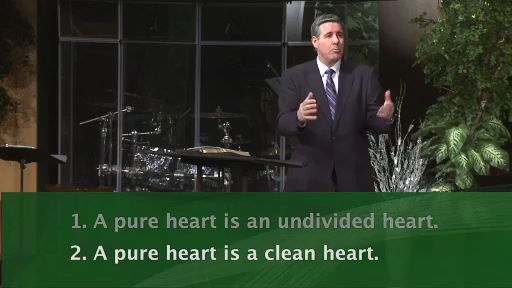 1. A pure heart is an undivided heart.
2. A pure heart is a clean heart.